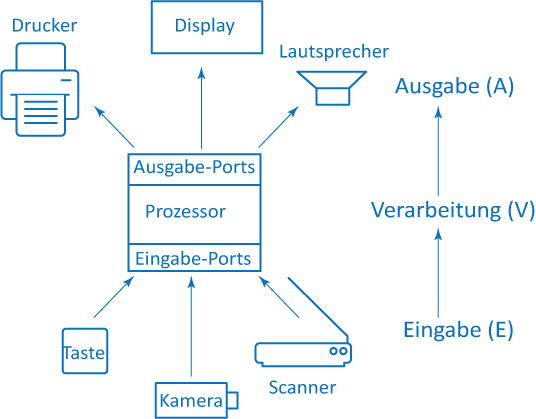 Drucker
Display
Lautsprecher
Ausgabe (A)
Ausgabe-Ports
Prozessor
Verarbeitung (V)
Eingabe-Ports
Eingabe (E)
Taste
Scanner
Kamera